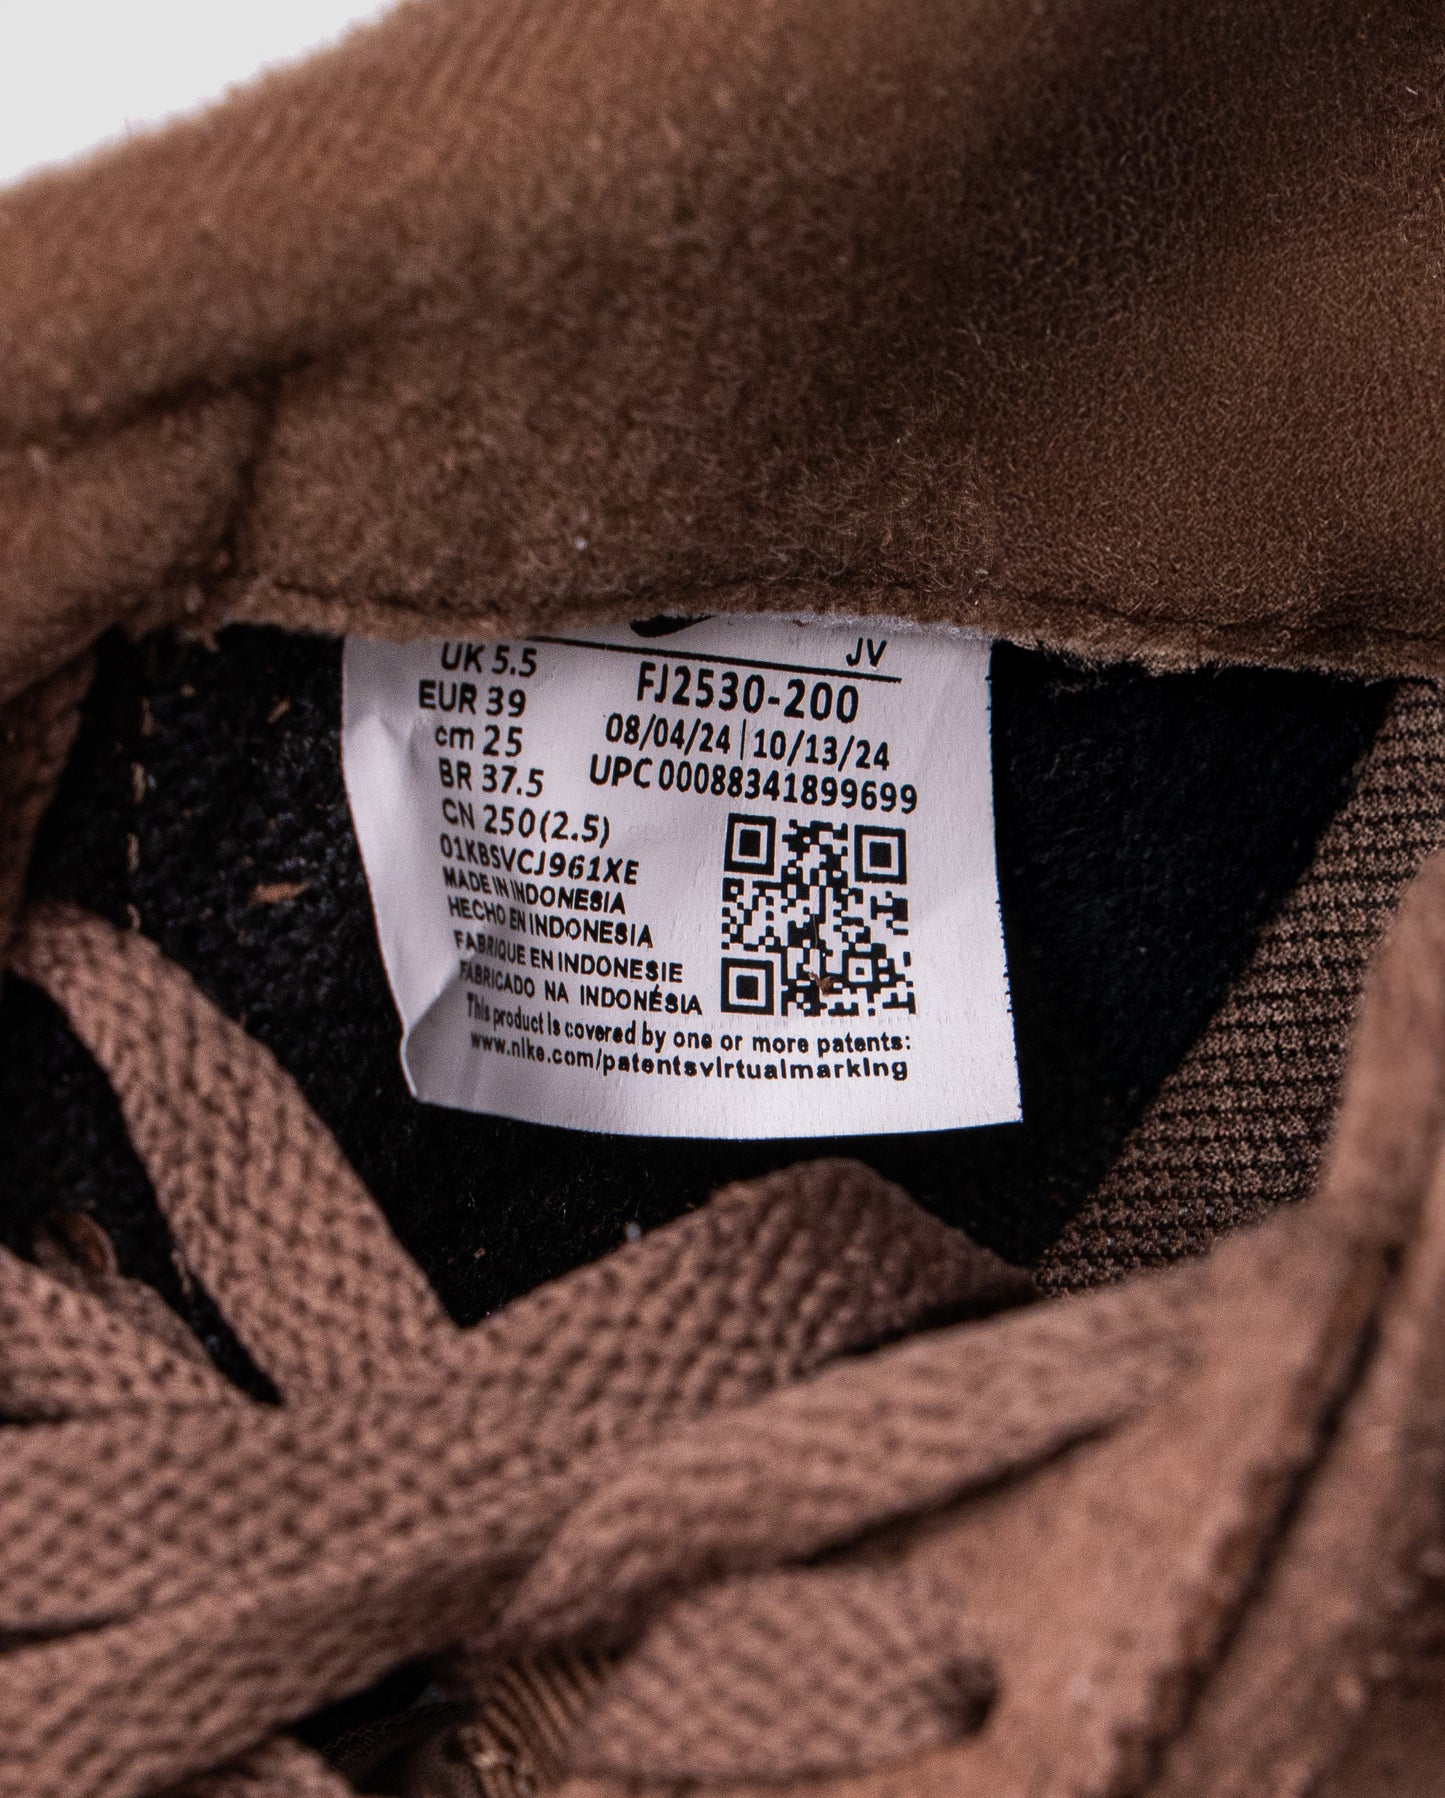 JV
UK 5.5
EUR 39
cm 25
BR 37.5
CN 250(2.5)
FJ2530-200
08/04/24|10/13/24
UPC 00088341899699
01KBSVCJ961XE
MADE IN INDONESIA
HECHO EN INDONESIA
FABRIQUE EN INDONESIE
FABRICADO NA INDONÉSIA
This product is covered by one or more patents:
www.nike.com/patentsvirtualmarking